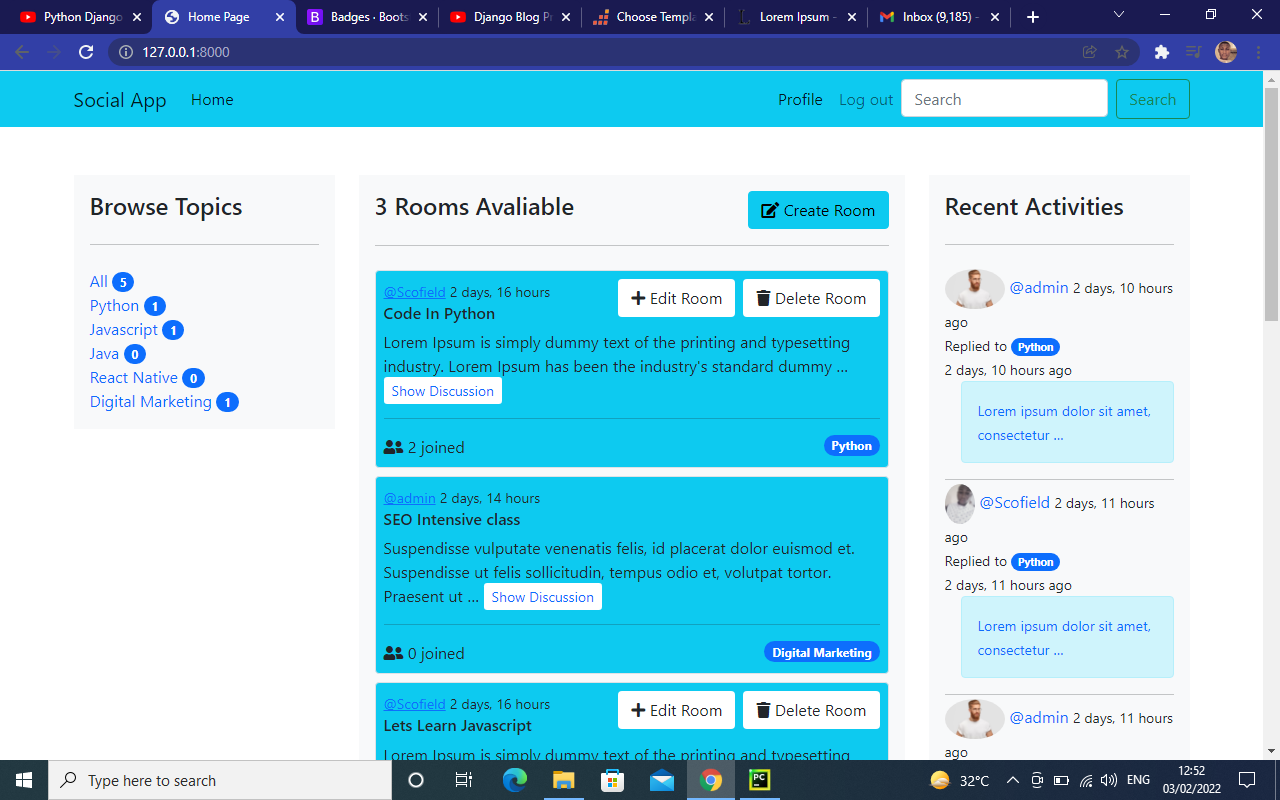 Python Django
Home Page
Badges · Boots
Django Blog Pr
Choose Templa
Lorem Ipsum -
Inbox (9,185) -
127.0.0.1:8000
Social App
Home
Profile
Log out
Search
Search
Browse Topics
All 5
Python 1
Javascript 1
Java 0
React Native 0
Digital Marketing 1
3 Rooms Avaliable
Create Room
@Scofield 2 days, 16 hours
Edit Room
Delete Room
Code In Python
Lorem Ipsum is simply dummy text of the printing and typesetting
industry. Lorem Ipsum has been the industry's standard dummy ...
Show Discussion
2 joined
Python
@admin 2 days, 14 hours
SEO Intensive class
Suspendisse vulputate venenatis felis, id placerat dolor euismod et.
Suspendisse ut felis sollicitudin, tempus odio et, volutpat tortor.
Praesent ut ... Show Discussion
0 joined
Digital Marketing
@Scofield 2 days, 16 hours
Edit Room
Delete Room
Lets Learn Javascript
Lorem Ipsum is simply dummy text of the printing and typesetting
Recent Activities
@admin 2 days, 10 hours
ago
Replied to Python
2 days, 10 hours ago
Lorem ipsum dolor sit amet,
consectetur ...
@Scofield 2 days, 11 hours
ago
Replied to Python
2 days, 11 hours ago
Lorem ipsum dolor sit amet,
consectetur ...
@admin 2 days, 11 hours
ago
Type here to search
PC
32°C
ENG
12:52
03/02/2022